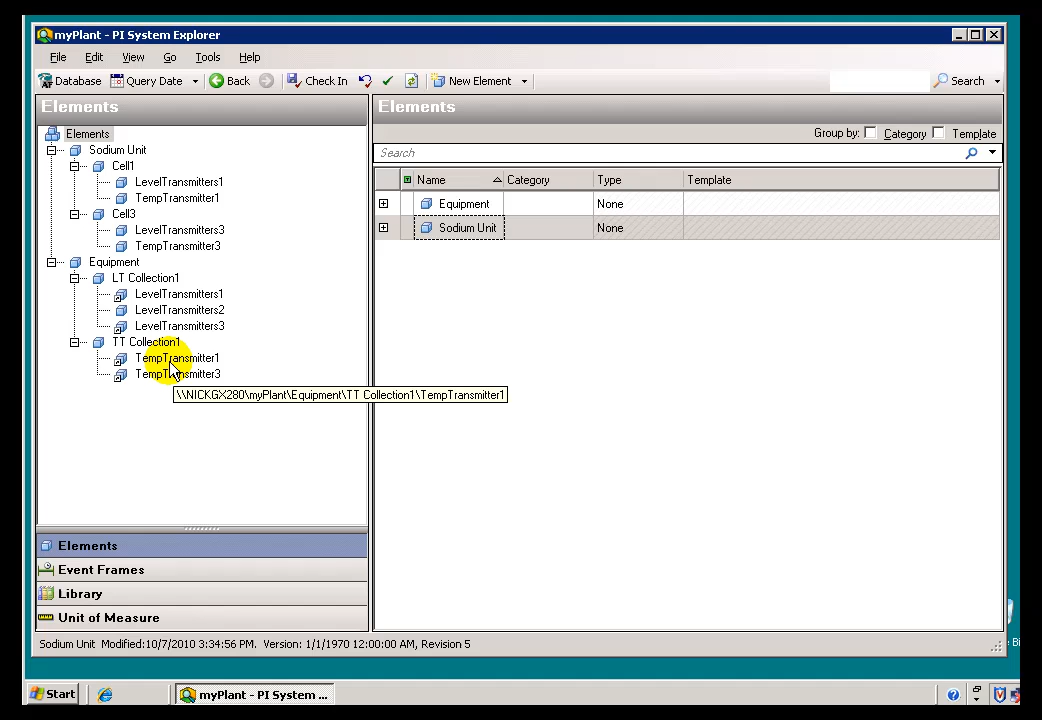 myPlant - PI System Explorer
File Edit View Go Tools Help
Database Query Date Back Check In New Element Search
Elements
Elements
Sodium Unit
Cell1
LevelTransmitters1
TempTransmitter1
Cell3
LevelTransmitters3
TempTransmitter3
Equipment
LT Collection1
LevelTransmitters1
LevelTransmitters2
LevelTransmitters3
TT Collection1
TempTransmitter1
TempTransmitter3
\\NICKGX280\myPlant\Equipment\TT Collection1\TempTransmitter1
Elements
Event Frames
Library
Unit of Measure
Elements
Group by: Category Template
Search
Name Category Type Template
Equipment None
Sodium Unit None
Sodium Unit Modified:10/7/2010 3:34:56 PM. Version: 1/1/1970 12:00:00 AM, Revision 5
Start myPlant - PI System ...